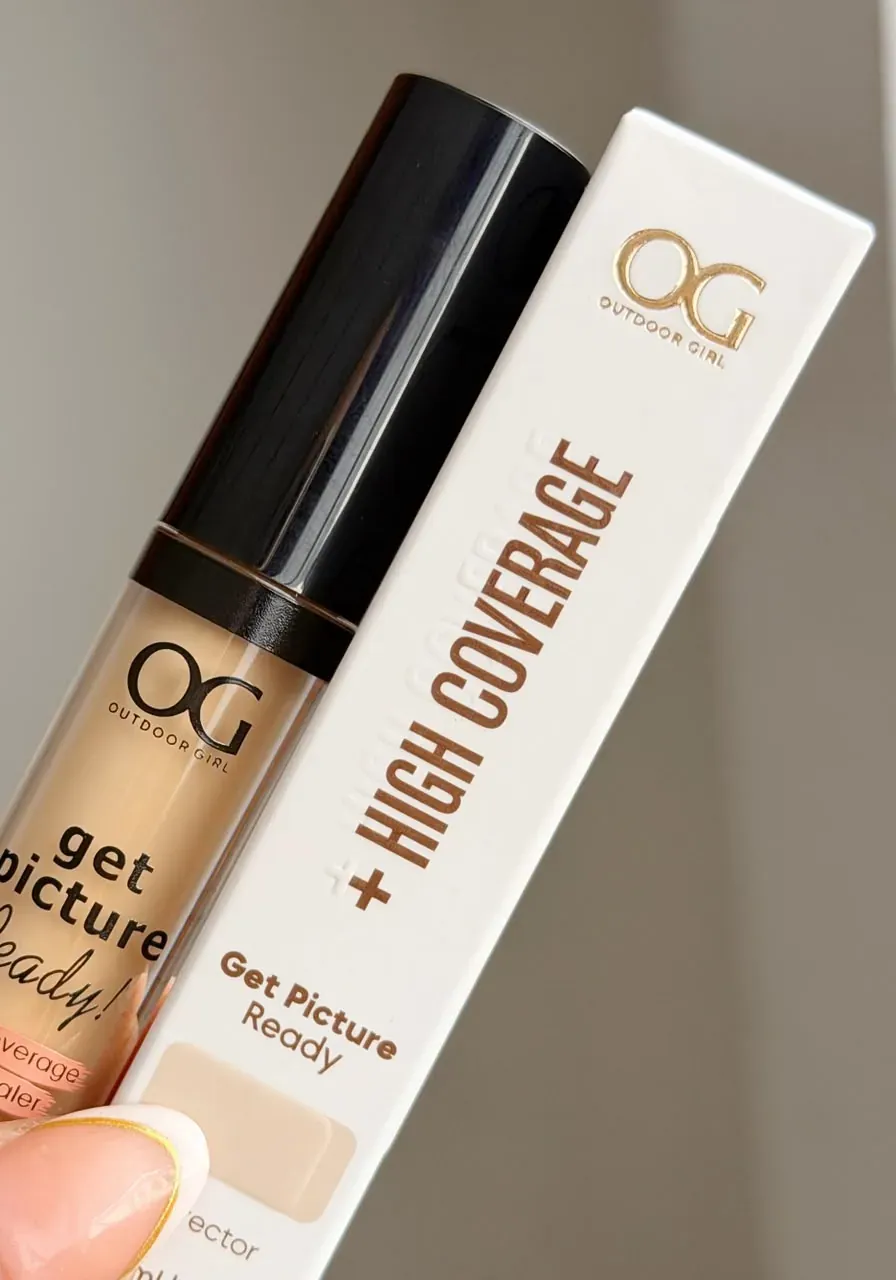 OG
OUTDOOR GIRL
get
picture
Ready!
OG
OUTDOOR GIRL
+ HIGH COVERAGE
Get Picture
Ready